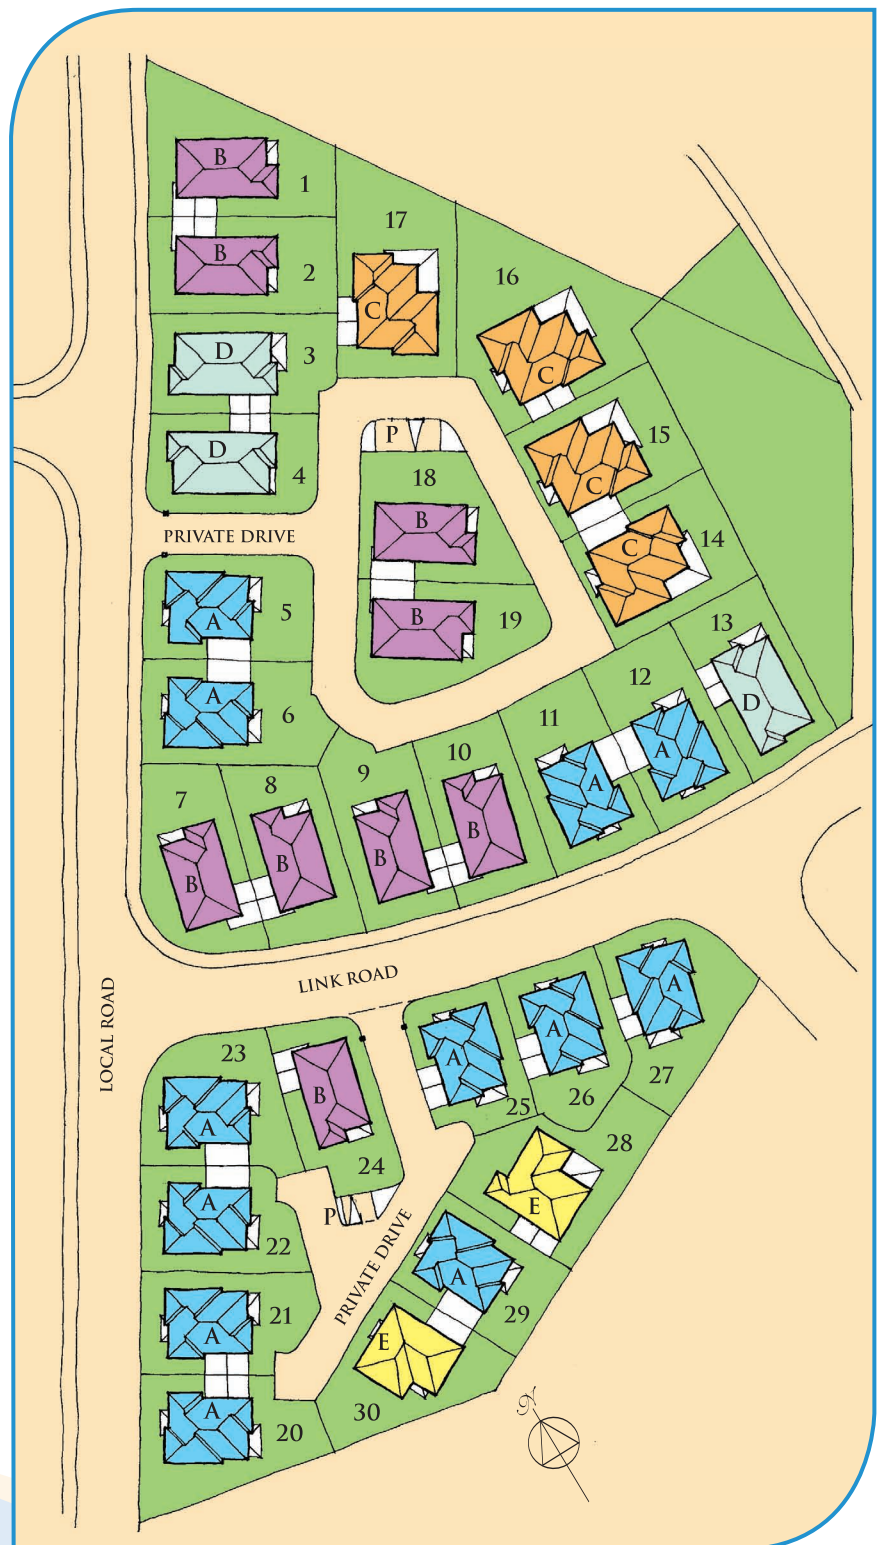 B
1
B
2
17
C
16
C
D
3
D
4
P
18
B
15
C
PRIVATE DRIVE
C
14
A
5
B
19
A
6
13
D
12
A
11
A
10
B
9
B
8
B
7
B
LINK ROAD
LOCAL ROAD
23
A
B
24
A
25
A
26
A
27
28
E
P
PRIVATE DRIVE
A
22
A
29
21
A
E
30
A
20
N